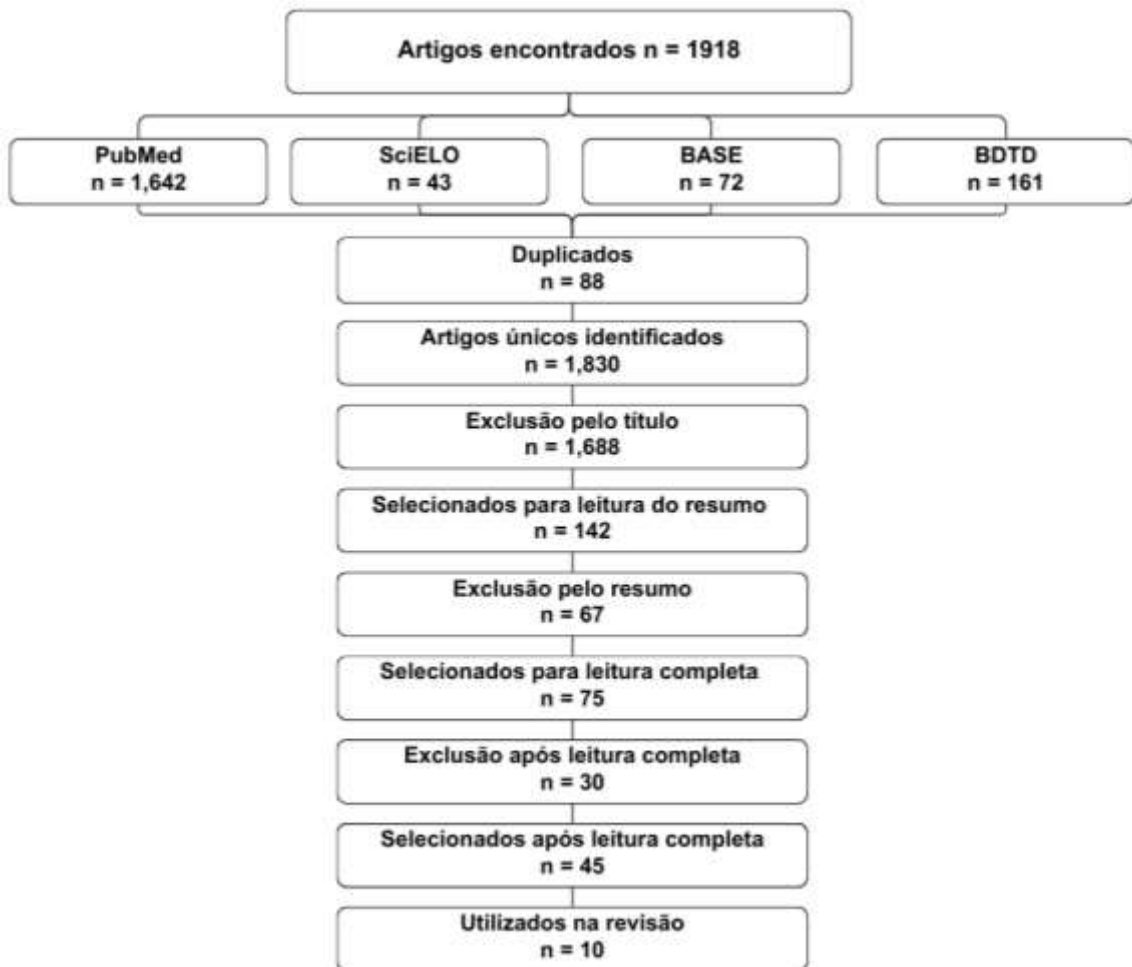 Artigos encontrados n = 1918
PubMed
n = 1,642
SciELO
n = 43
BASE
n = 72
BDTD
n = 161
Duplicados
n = 88
Artigos únicos identificados
n = 1,830
Exclusão pelo título
n = 1,688
Selecionados para leitura do resumo
n = 142
Exclusão pelo resumo
n = 67
Selecionados para leitura completa
n = 75
Exclusão após leitura completa
n = 30
Selecionados após leitura completa
n = 45
Utilizados na revisão
n = 10